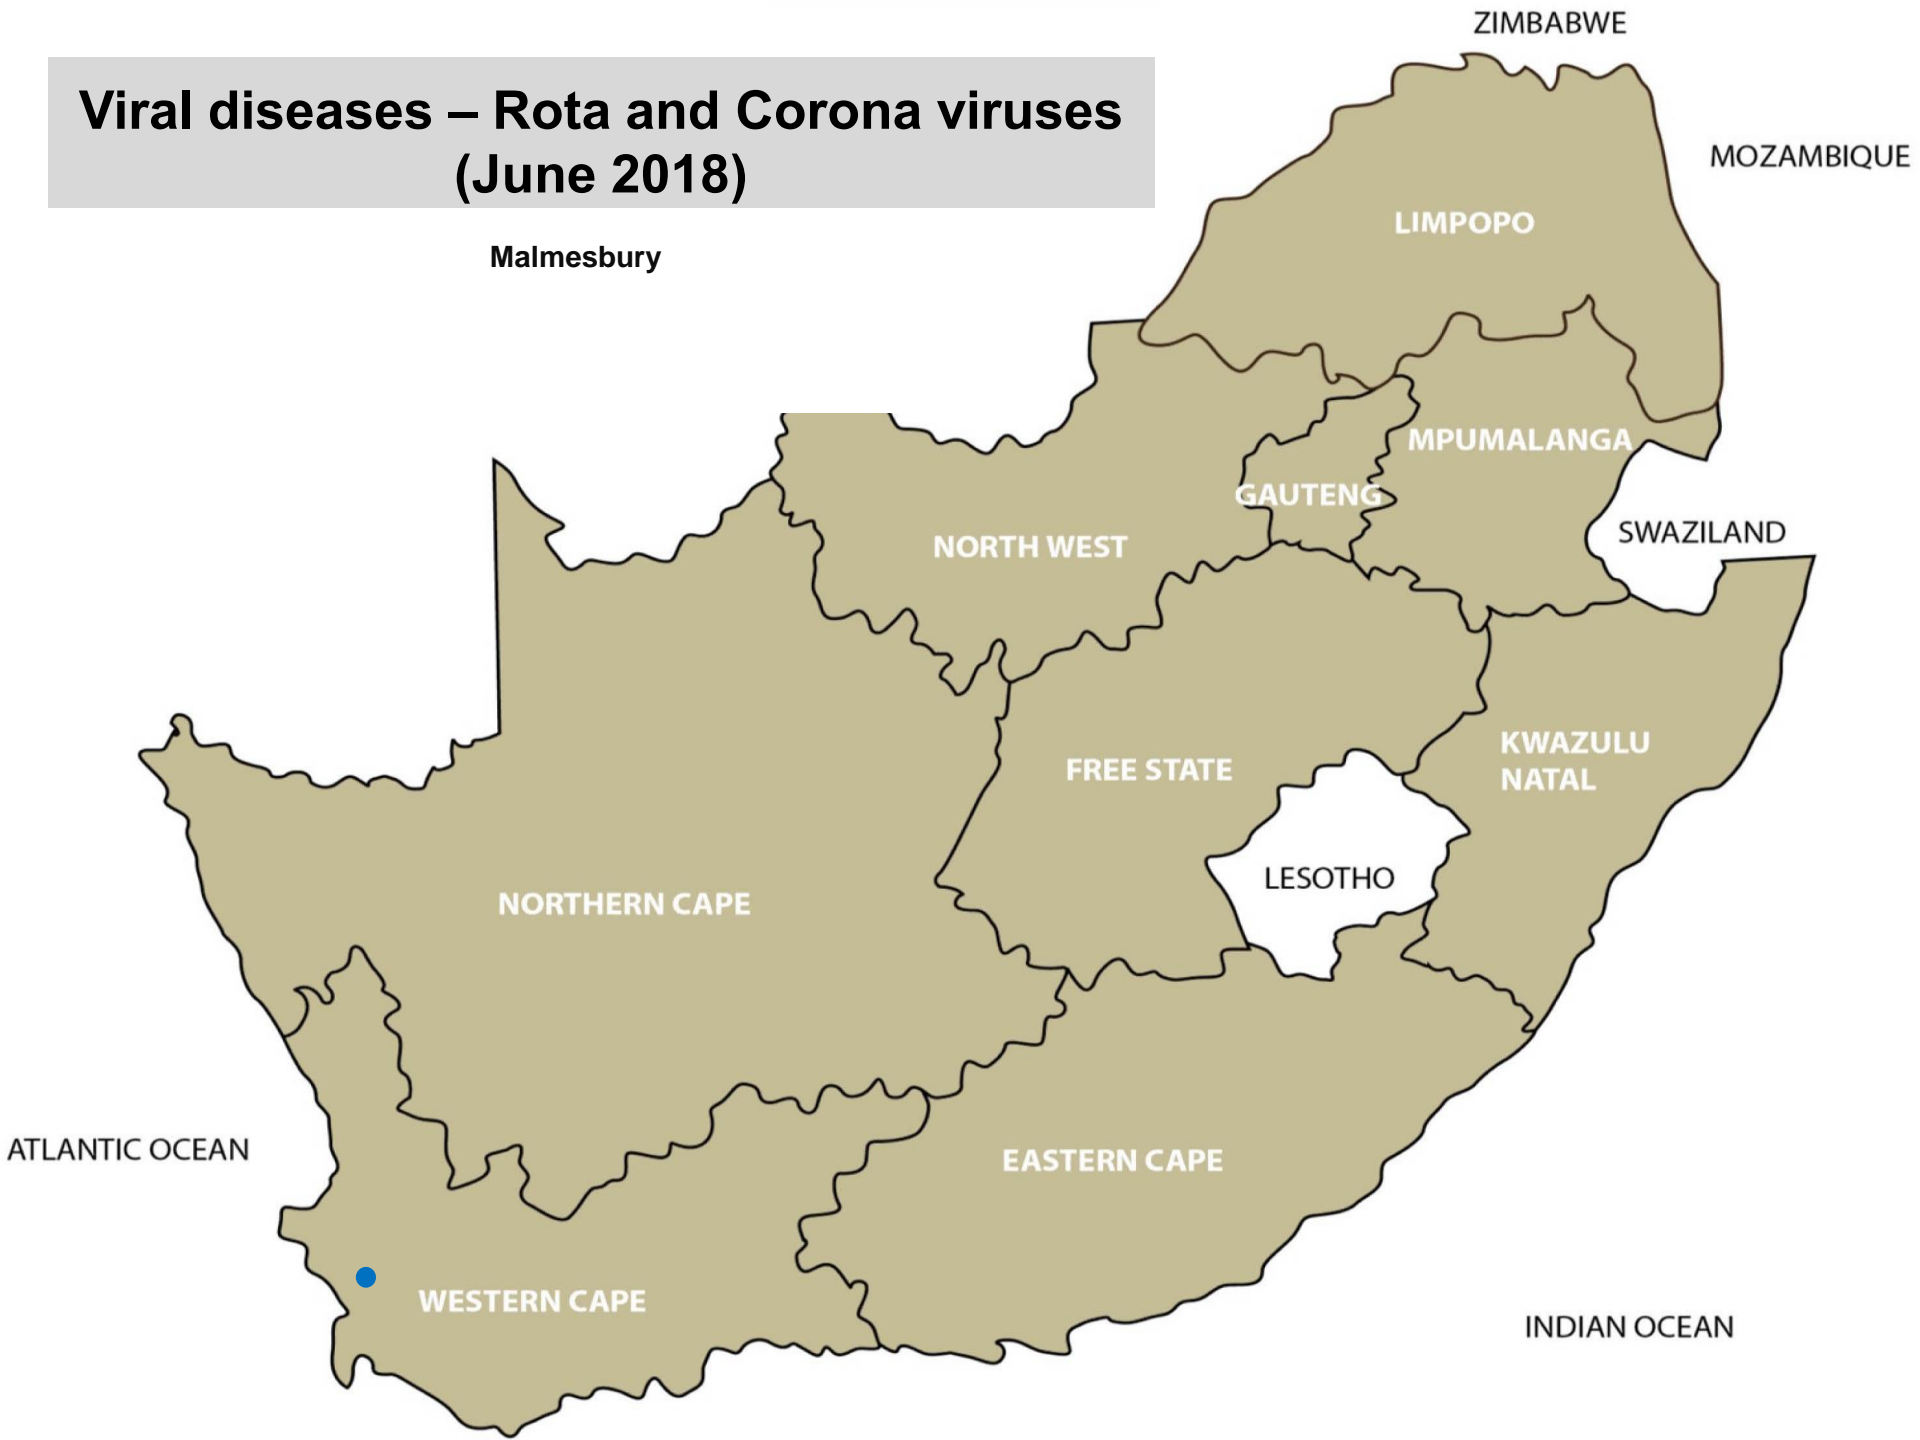 ZIMBABWE
Viral diseases – Rota and Corona viruses
(June 2018)
MOZAMBIQUE
LIMPOPO
Malmesbury
MPUMALANGA
GAUTENG
SWAZILAND
NORTH WEST
KWAZULU
NATAL
FREE STATE
LESOTHO
NORTHERN CAPE
ATLANTIC OCEAN
EASTERN CAPE
WESTERN CAPE
INDIAN OCEAN